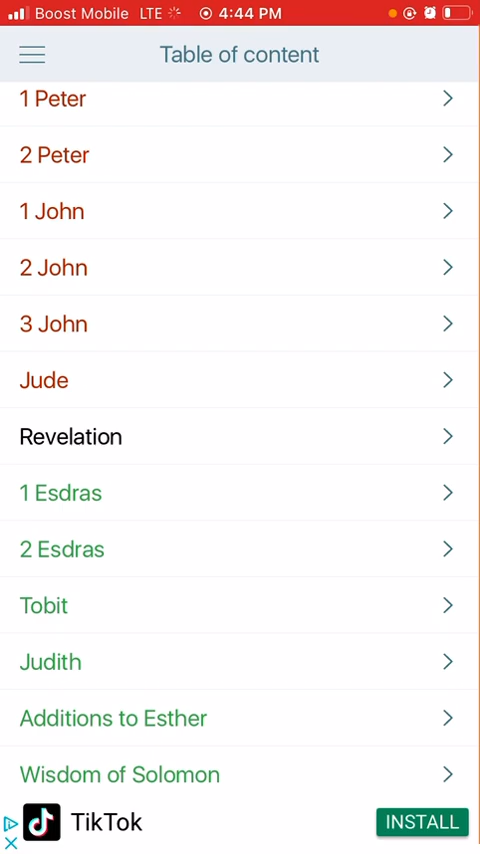 Boost Mobile LTE 4:44 PM
Table of content
1 Peter
2 Peter
1 John
2 John
3 John
Jude
Revelation
1 Esdras
2 Esdras
Tobit
Judith
Additions to Esther
Wisdom of Solomon
TikTok INSTALL